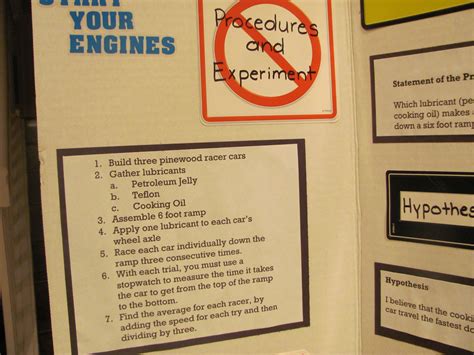 START
YOUR
ENGINES
Procedures
and
Experiment
1. Build three pinewood racer cars
2. Gather lubricants
a. Petroleum Jelly
b. Teflon
c. Cooking Oil
3. Assemble 6 foot ramp
4. Apply one lubricant to each car's
wheel axle
5. Race each car individually down the
ramp three consecutive times.
6. With each trial, you must use a
stopwatch to measure the time it takes
the car to get from the top of the ramp
to the bottom.
7. Find the average for each racer, by
adding the speed for each try and then
dividing by three.
Statement of the Pr
Which lubricant (pe
cooking oil) makes a
down a six foot ramp
Hypothes
Hypothesis
I believe that the cooki
car travel the fastest do